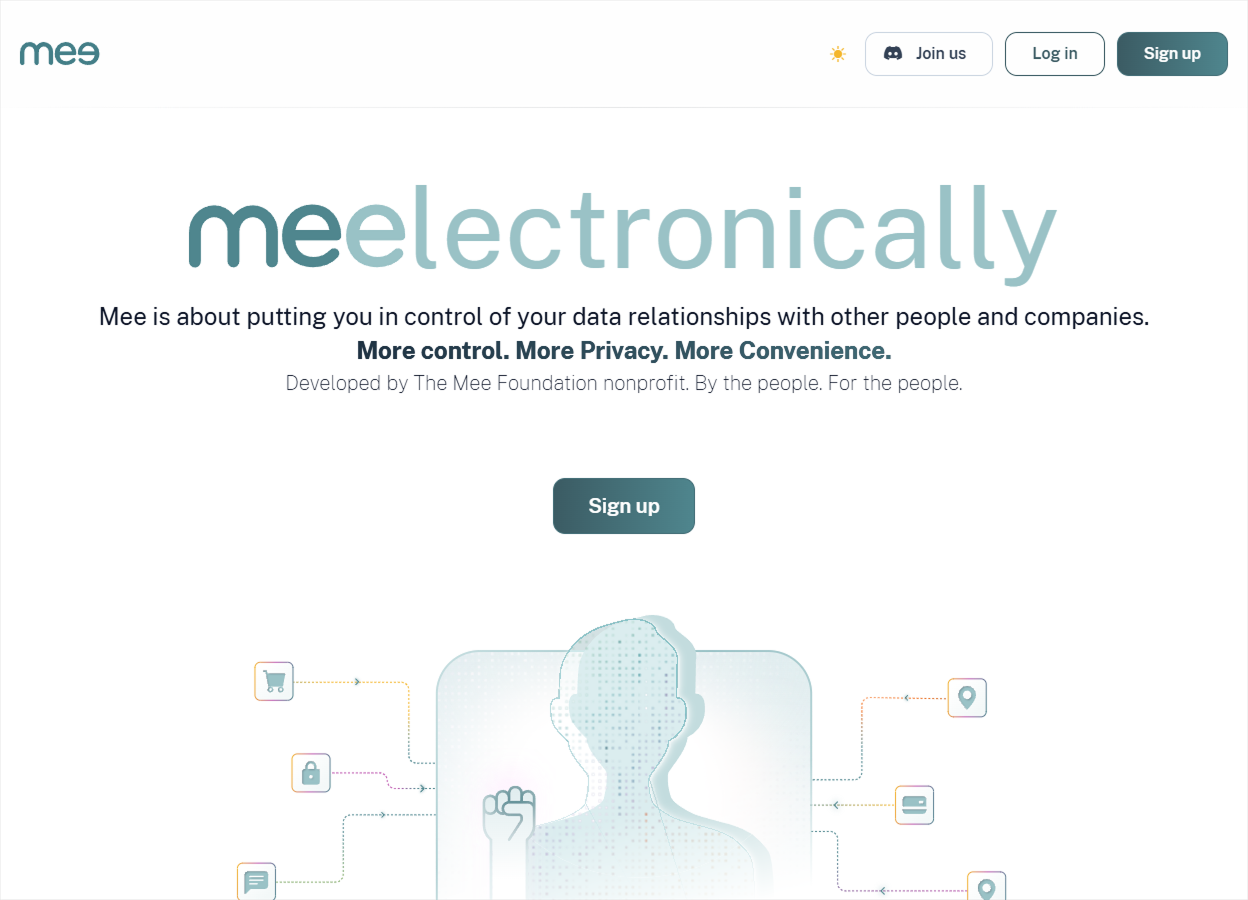 mee
Join us
Log in
Sign up
meelectronically
Mee is about putting you in control of your data relationships with other people and companies.
More control. More Privacy. More Convenience.
Developed by The Mee Foundation nonprofit. By the people. For the people.
Sign up